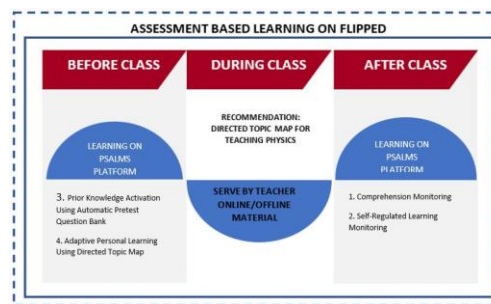 ASSESSMENT BASED LEARNING ON FLIPPED
BEFORE CLASS
LEARNING ON
PSALMS
PLATFORM
3. Prior Knowledge Activation
Using Automatic Pretest
Question Bank
4. Adaptive Personal Learning
Using Directed Topic Map
DURING CLASS
RECOMMENDATION:
DIRECTED TOPIC MAP FOR
TEACHING PHYSICS
SERVE BY TEACHER
ONLINE/OFFLINE
MATERIAL
AFTER CLASS
LEARNING ON
PSALMS
PLATFORM
1. Comprehension Monitoring
2. Self-Regulated Learning
Monitoring